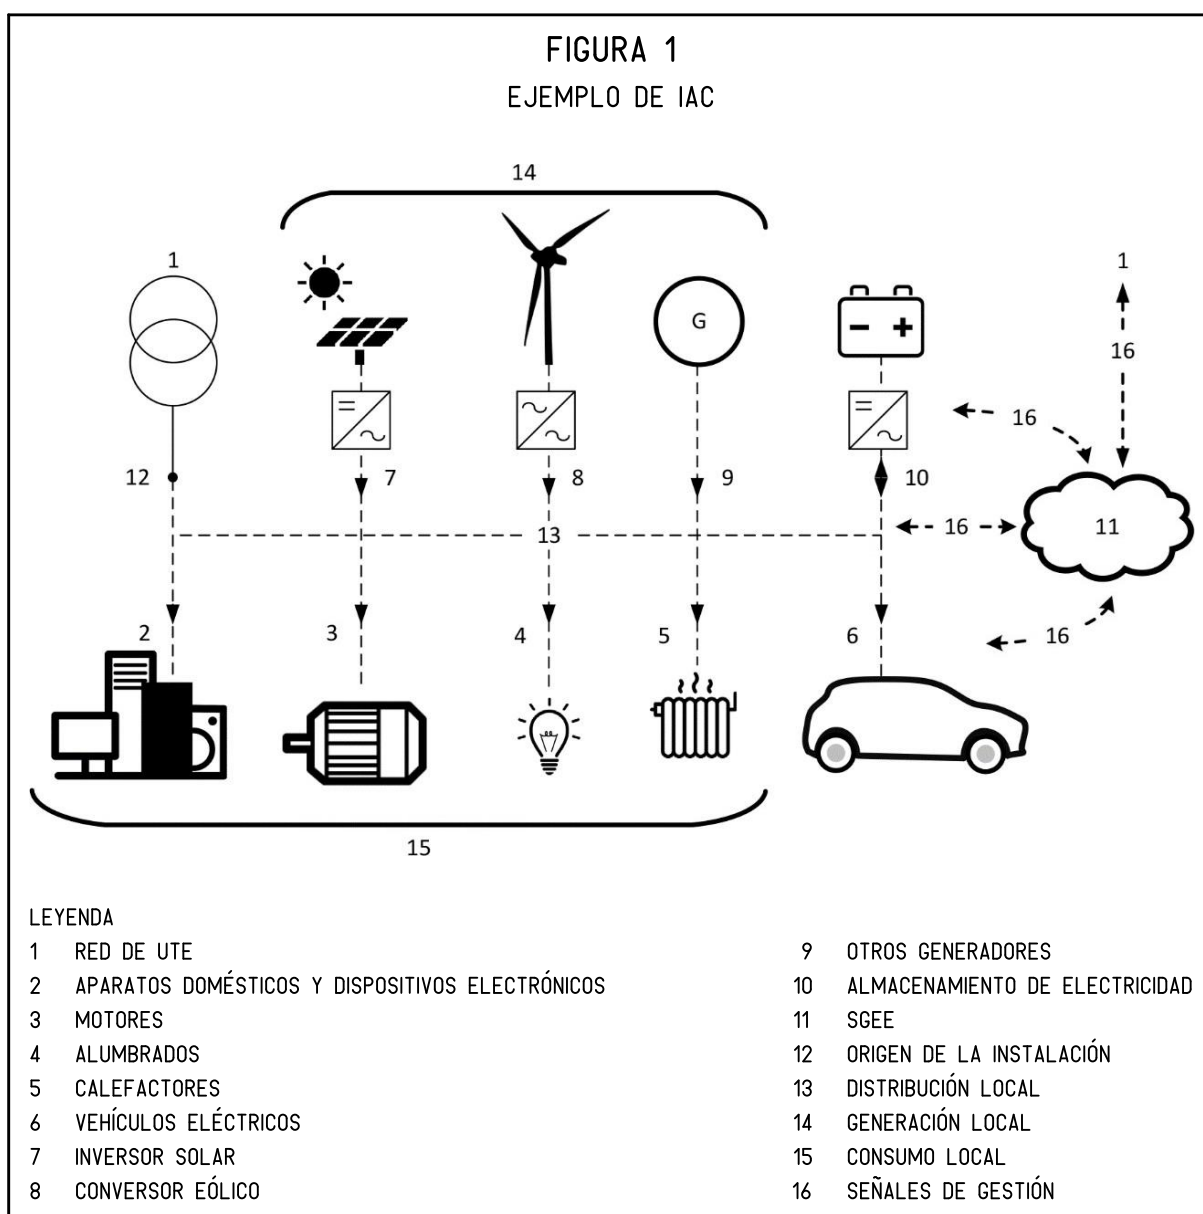 FIGURA 1
EJEMPLO DE IAC
14
1
1
G
16
16
12
7
8
9
10
13
16
11
2
3
4
5
6
16
15
LEYENDA
1 RED DE UTE
2 APARATOS DOMÉSTICOS Y DISPOSITIVOS ELECTRÓNICOS
3 MOTORES
4 ALUMBRADOS
5 CALEFACTORES
6 VEHÍCULOS ELÉCTRICOS
7 INVERSOR SOLAR
8 CONVERSOR EÓLICO
9 OTROS GENERADORES
10 ALMACENAMIENTO DE ELECTRICIDAD
11 SGEE
12 ORIGEN DE LA INSTALACIÓN
13 DISTRIBUCIÓN LOCAL
14 GENERACIÓN LOCAL
15 CONSUMO LOCAL
16 SEÑALES DE GESTIÓN